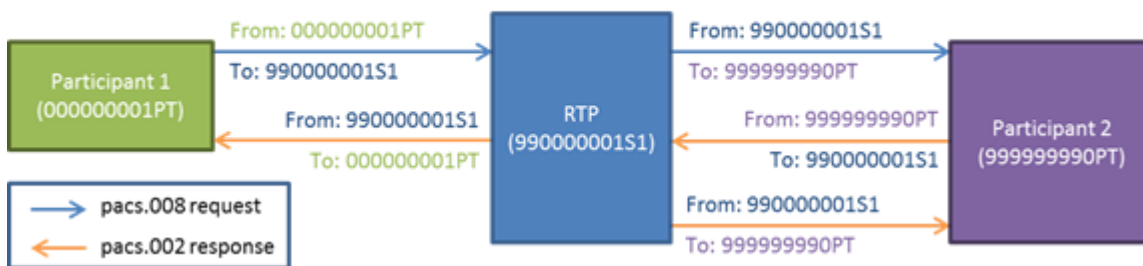 From: 000000001PT
To: 990000001S1
Participant 1
(000000001PT)
From: 990000001S1
To: 000000001PT
RTP
(990000001S1)
From: 990000001S1
To: 999999990PT
From: 999999990PT
To: 990000001S1
From: 990000001S1
To: 999999990PT
Participant 2
(999999990PT)
pacs.008 request
pacs.002 response